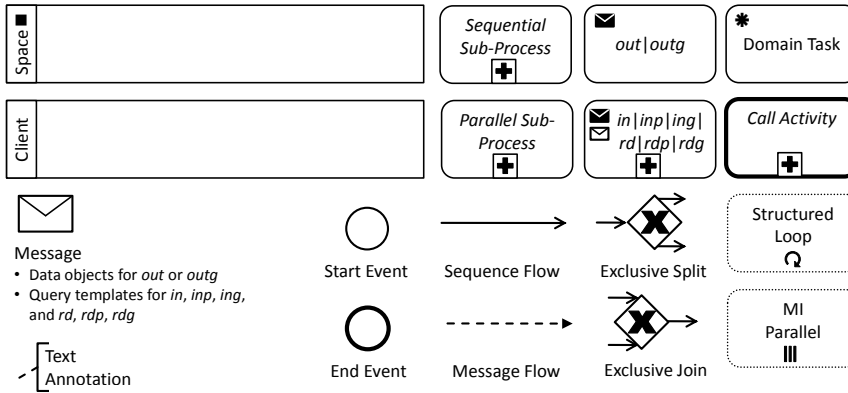 Space
Sequential
Sub-Process
out|outg
Domain Task
Client
Parallel Sub-
Process
in|inp|ing|
rd|rdp|rdg
Call Activity
Message
• Data objects for out or outg
• Query templates for in, inp, ing,
and rd, rdp, rdg
Start Event
Sequence Flow
Exclusive Split
Structured
Loop
Text
Annotation
End Event
Message Flow
Exclusive Join
MI
Parallel